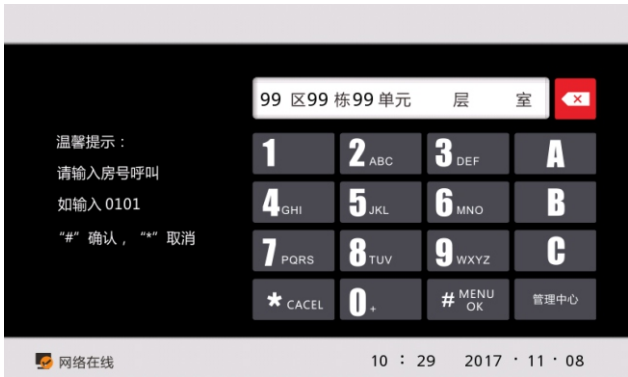 99 区99 栋99 单元 层 室
温馨提示：
请输入房号呼叫
如输入 0101
“#” 确认， “*” 取消
1 2 ABC 3 DEF A
4 GHI 5 JKL 6 MNO B
7 PQRS 8 TUV 9 WXYZ C
* CACEL 0 + # MENU OK 管理中心
网络在线 10 : 29 2017 · 11 · 08